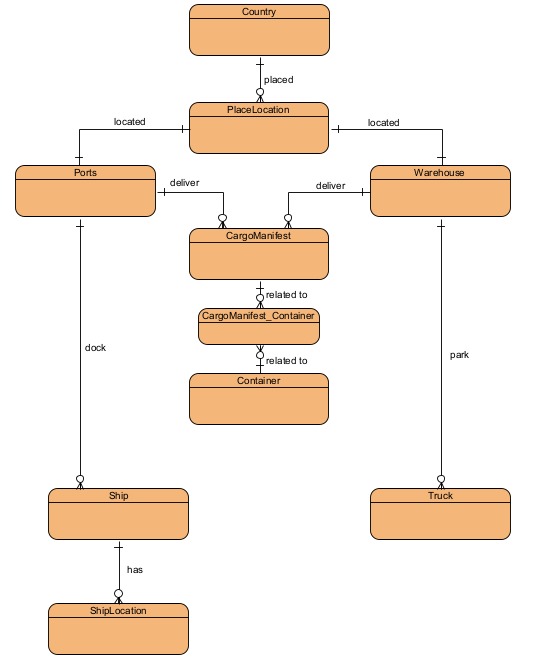 Country
placed
PlaceLocation
located
located
Ports
Warehouse
deliver
deliver
CargoManifest
related to
CargoManifest_Container
dock
park
related to
Container
Ship
Truck
has
ShipLocation